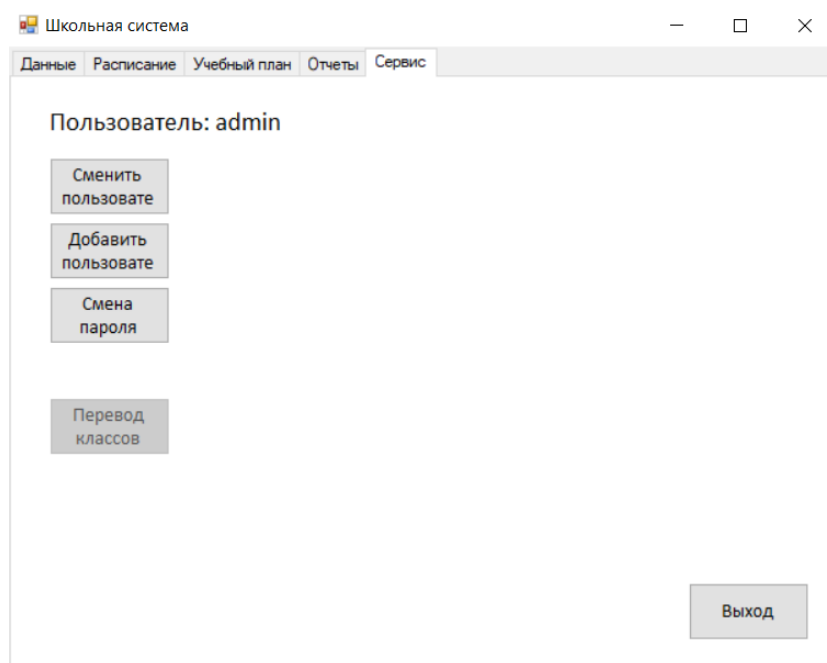 Школьная система
Данные Расписание Учебный план Отчеты Сервис
Пользователь: admin
Сменить
пользовате
Добавить
пользовате
Смена
пароля
Перевод
классов
Выход